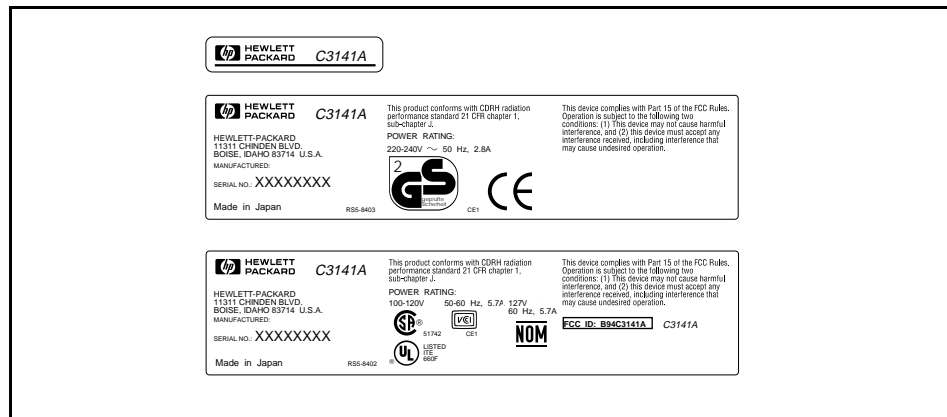 hp HEWLETT PACKARD C3141A
hp HEWLETT PACKARD C3141A
HEWLETT-PACKARD
11311 CHINDEN BLVD.
BOISE, IDAHO 83714 U.S.A.
MANUFACTURED:
SERIAL NO.: XXXXXXXX
Made in Japan
RS5-8403
This product conforms with CDRH radiation
performance standard 21 CFR chapter 1,
sub-chapter J.
POWER RATING:
220-240V ~ 50 Hz, 2.8A
2
GS
geprüfte
Sicherheit
CE1
CE
This device complies with Part 15 of the FCC Rules.
Operation is subject to the following two
conditions: (1) This device may not cause harmful
interference, and (2) this device must accept any
interference received, including interference that
may cause undesired operation.
hp HEWLETT PACKARD C3141A
HEWLETT-PACKARD
11311 CHINDEN BLVD.
BOISE, IDAHO 83714 U.S.A.
MANUFACTURED:
SERIAL NO.: XXXXXXXX
Made in Japan
RS5-8402
This product conforms with CDRH radiation
performance standard 21 CFR chapter 1,
sub-chapter J.
POWER RATING:
100-120V 50-60 Hz, 5.7A 127V
60 Hz, 5.7A
SA ®
51742
VCI
CE1
NOM
UL ®
LISTED
ITE
660F
This device complies with Part 15 of the FCC Rules.
Operation is subject to the following two
conditions: (1) This device may not cause harmful
interference, and (2) this device must accept any
interference received, including interference that
may cause undesired operation.
FCC ID: B94C3141A C3141A